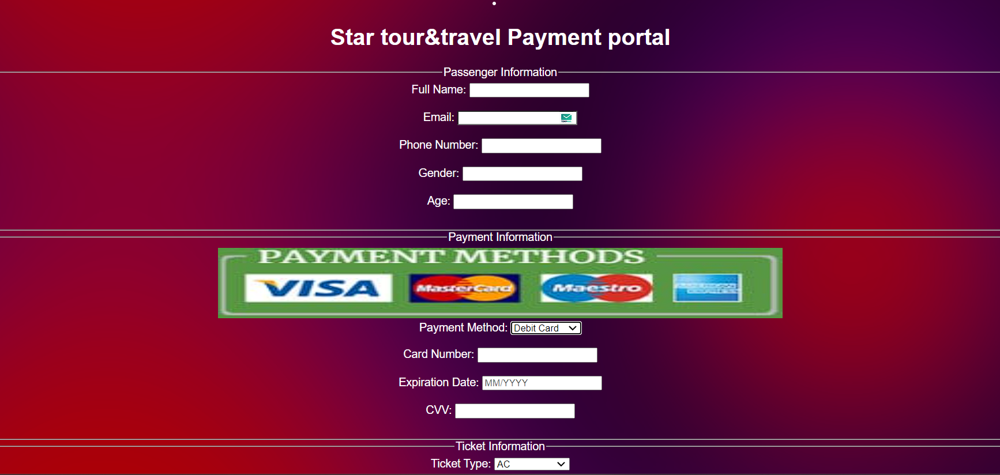 Star tour&travel Payment portal
Passenger Information
Full Name:
Email:
Phone Number:
Gender:
Age:
Payment Information
PAYMENT METHODS
VISA MasterCard Maestro
Payment Method: Debit Card
Card Number:
Expiration Date: MM/YYYY
CVV:
Ticket Information
Ticket Type: AC